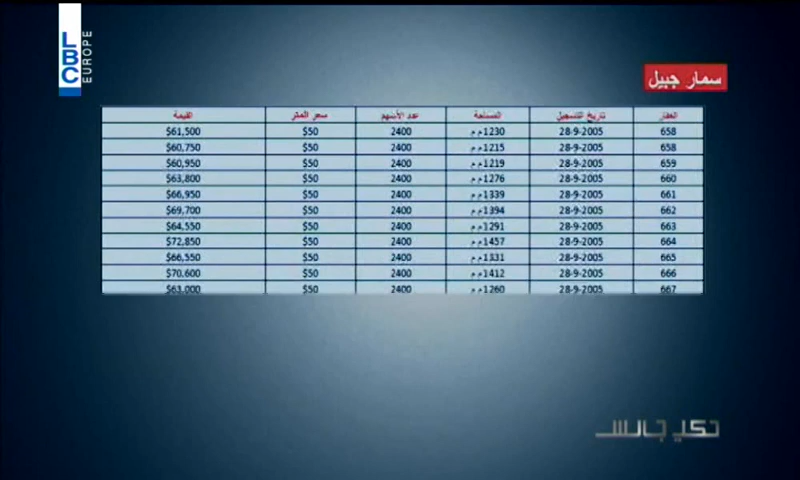 LBC
EUROPE
سمار جبيل
العقار تاريخ التسجيل المساحة عدد الأسهم سعر المتر القيمة
658 28-9-2005 1230م م 2400 $50 $61,500
658 28-9-2005 1215م م 2400 $50 $60,750
659 28-9-2005 1219م م 2400 $50 $60,950
660 28-9-2005 1276م م 2400 $50 $63,800
661 28-9-2005 1339م م 2400 $50 $66,950
662 28-9-2005 1394م م 2400 $50 $69,700
663 28-9-2005 1291م م 2400 $50 $64,550
664 28-9-2005 1457م م 2400 $50 $72,850
665 28-9-2005 1331م م 2400 $50 $66,550
666 28-9-2005 1412م م 2400 $50 $70,600
667 28-9-2005 1260م م 2400 $50 $63,000